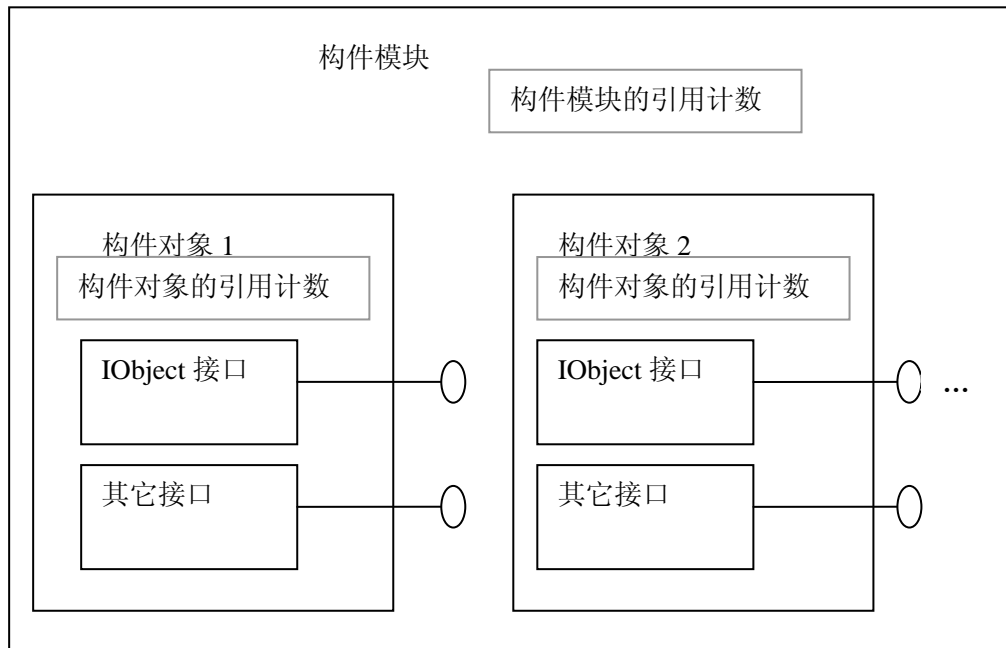 构件模块
构件模块的引用计数
构件对象 1
构件对象的引用计数
IObject 接口
其它接口
构件对象 2
构件对象的引用计数
IObject 接口
其它接口
...